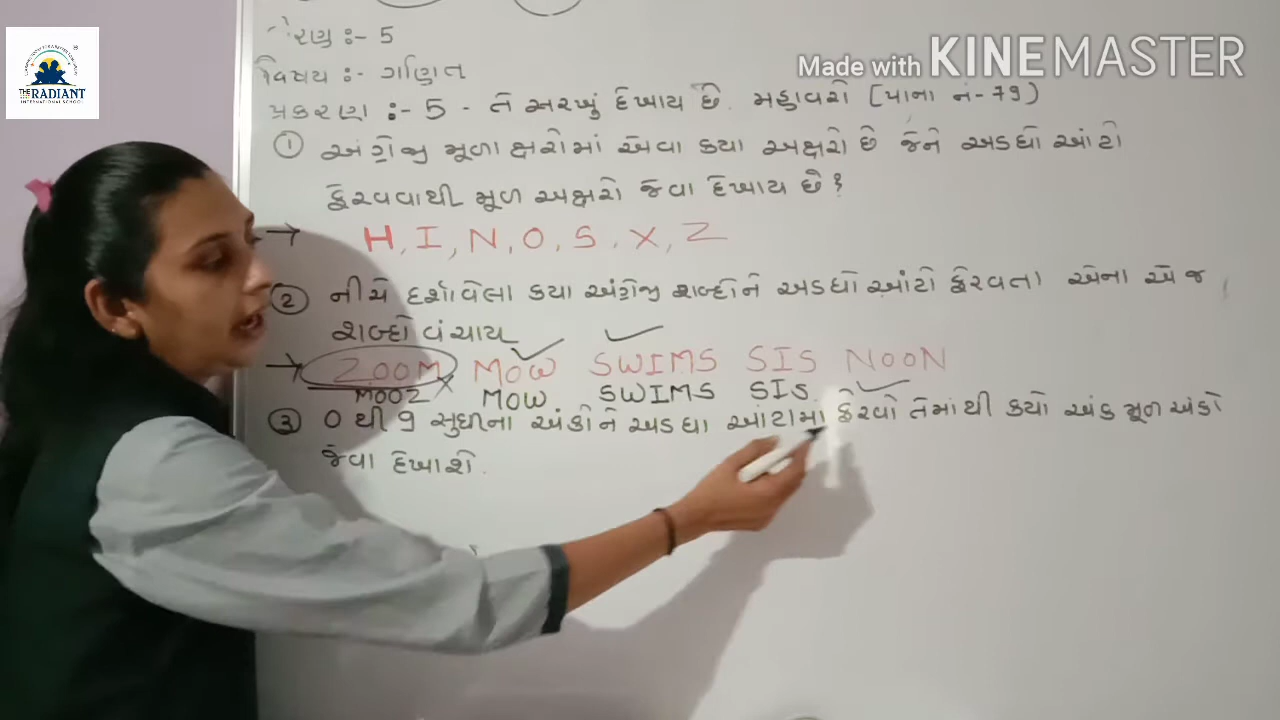 Made with KINEMASTER
THE RADIANT
INTERNATIONAL SCHOOL
ધોરણ :- 5
વિષય :- ગણિત
પ્રકરણ :- 5 - તે સરખું દેખાય છે. મહાવરો (પાના નં-79)
① અંગ્રેજી મૂળાક્ષરોમાં એવા કયા અક્ષરો છે જેને અડધો આંટો
ફેરવવાથી મૂળ અક્ષરો જેવા દેખાય છે?
→ H, I, N, O, S, X, Z
② નીચે દર્શાવેલા કયા અંગ્રેજી શબ્દોને અડધો આંટો ફેરવતા એના એ જ
શબ્દો વંચાય
→ ZOOM MOW SWIMS SIS NOON
MOOZ MOW SWIMS SIS
③ 0 થી 9 સુધીના અંકોને અડધા આંટામાં ફેરવો તેમાંથી કયો અંક મૂળ અંકો
જેવા દેખાશે.